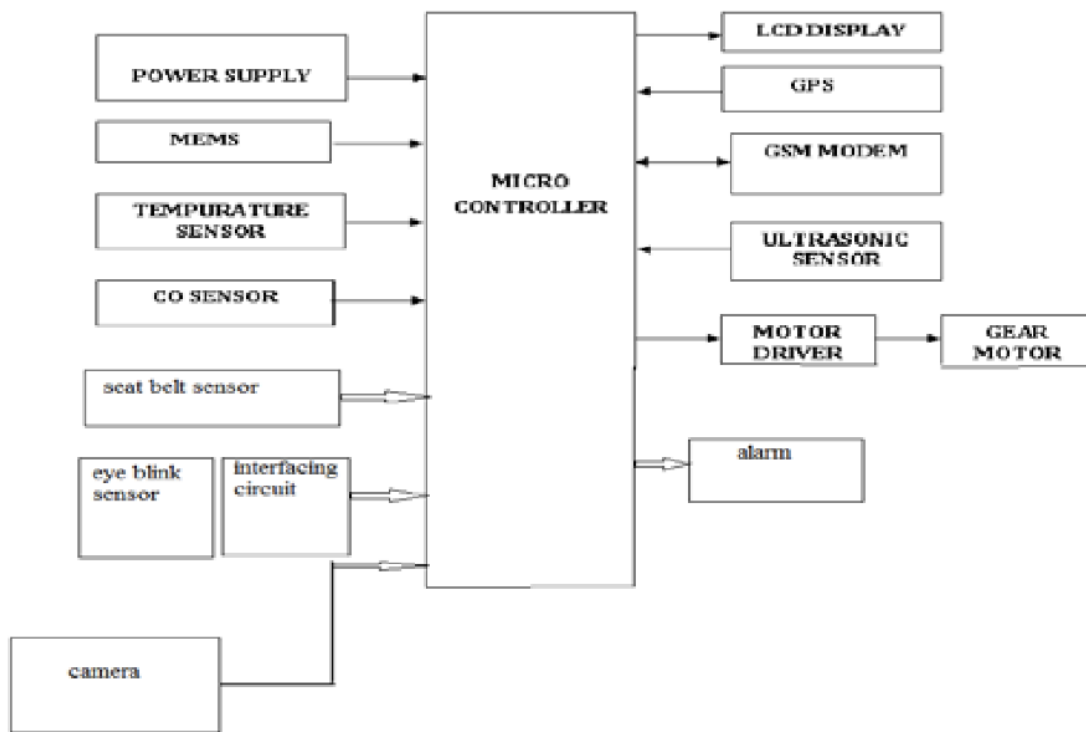 POWER SUPPLY
MEMS
TEMPURATURE
SENSOR
CO SENSOR
seat belt sensor
eye blink
sensor
interfacing
circuit
camera
MICRO
CONTROLLER
LCD DISPLAY
GPS
GSM MODEM
ULTRASONIC
SENSOR
MOTOR
DRIVER
GEAR
MOTOR
alarm